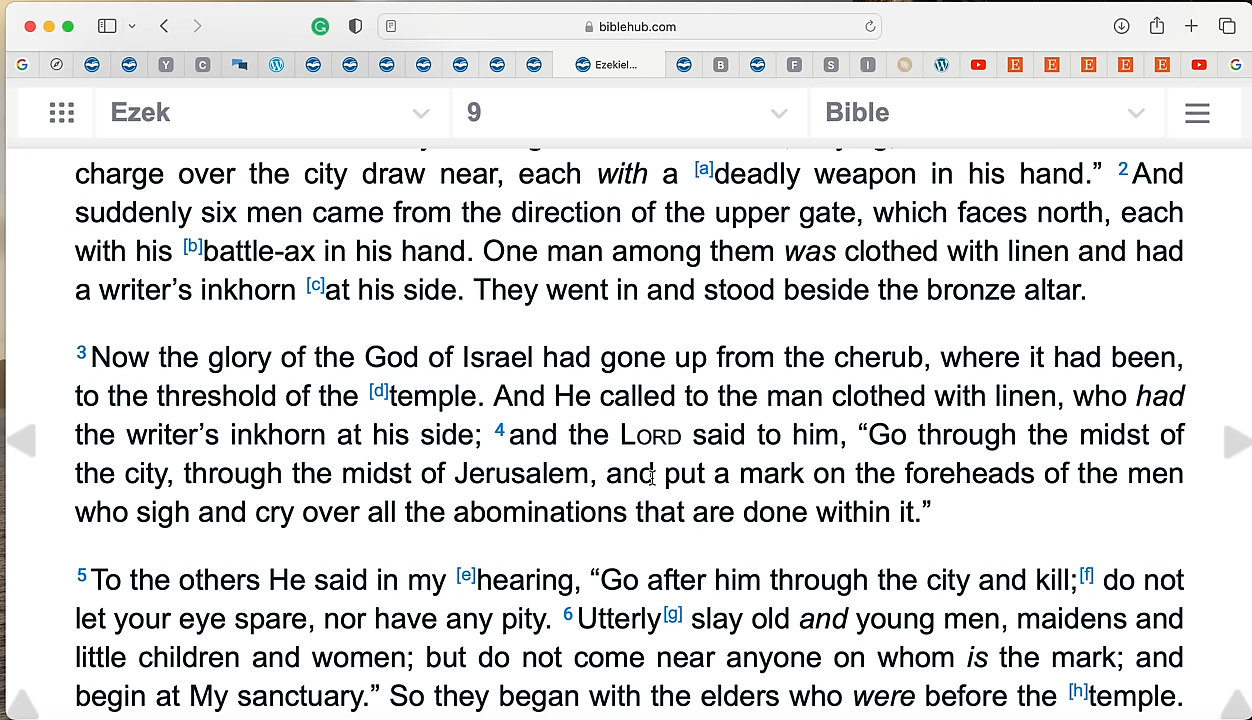 biblehub.com
G Y C Ezekiel... B F S I E E E E E G
Ezek 9 Bible
charge over the city draw near, each with a [a]deadly weapon in his hand.” 2 And
suddenly six men came from the direction of the upper gate, which faces north, each
with his [b]battle-ax in his hand. One man among them was clothed with linen and had
a writer’s inkhorn [c]at his side. They went in and stood beside the bronze altar.
3 Now the glory of the God of Israel had gone up from the cherub, where it had been,
to the threshold of the [d]temple. And He called to the man clothed with linen, who had
the writer’s inkhorn at his side; 4 and the LORD said to him, “Go through the midst of
the city, through the midst of Jerusalem, and put a mark on the foreheads of the men
who sigh and cry over all the abominations that are done within it.”
5 To the others He said in my [e]hearing, “Go after him through the city and kill;[f] do not
let your eye spare, nor have any pity. 6 Utterly[g] slay old and young men, maidens and
little children and women; but do not come near anyone on whom is the mark; and
begin at My sanctuary.” So they began with the elders who were before the [h]temple.